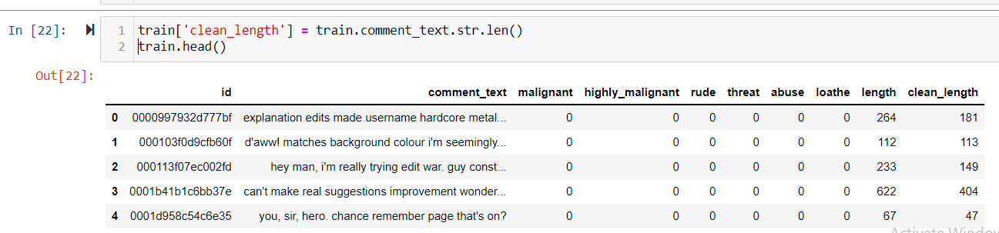 In [22]:
1 train['clean_length'] = train.comment_text.str.len()
2 train.head()
Out[22]:
id comment_text malignant highly_malignant rude threat abuse loathe length clean_length
0 0000997932d777bf explanation edits made username hardcore metal... 0 0 0 0 0 0 264 181
1 000103f0d9cfb60f d'aww! matches background colour i'm seemingly... 0 0 0 0 0 0 112 113
2 000113f07ec002fd hey man, i'm really trying edit war. guy const... 0 0 0 0 0 0 233 149
3 0001b41b1c6bb37e can't make real suggestions improvement wonder... 0 0 0 0 0 0 622 404
4 0001d958c54c6e35 you, sir, hero. chance remember page that's on? 0 0 0 0 0 0 67 47